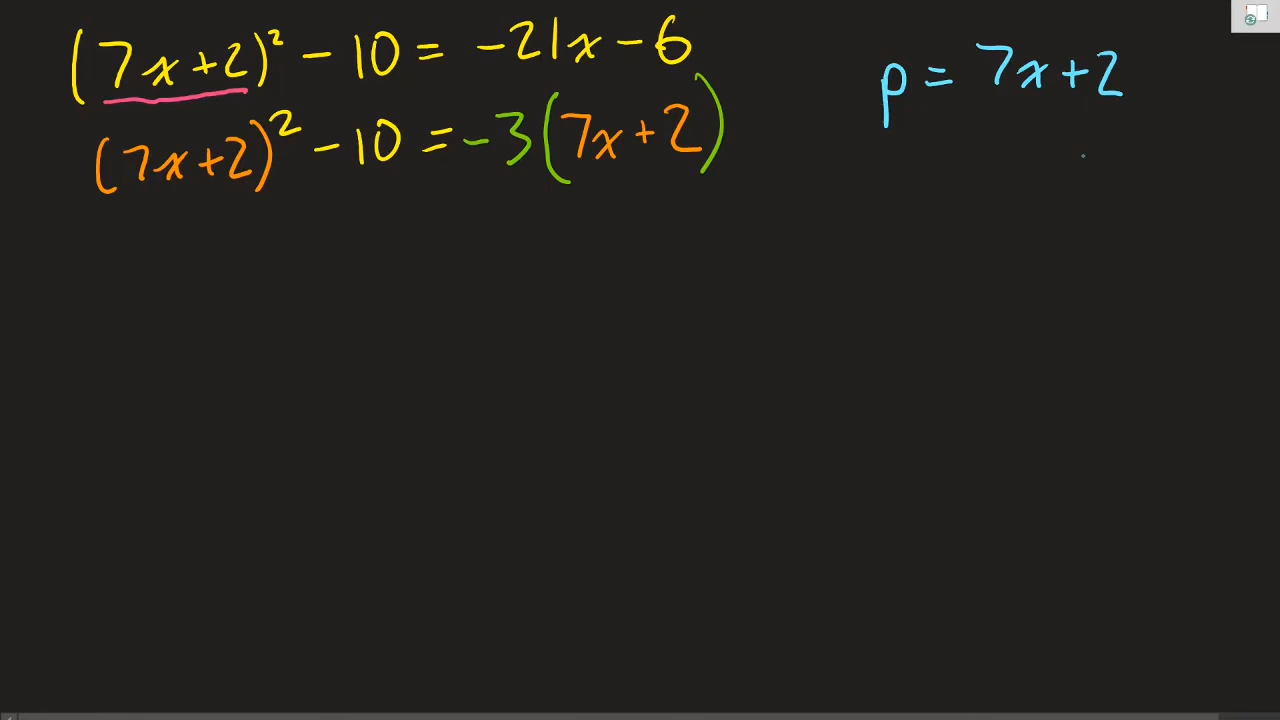 (7x+2)² - 10 = -21x - 6
(7x+2)² - 10 = -3(7x+2)
p = 7x+2